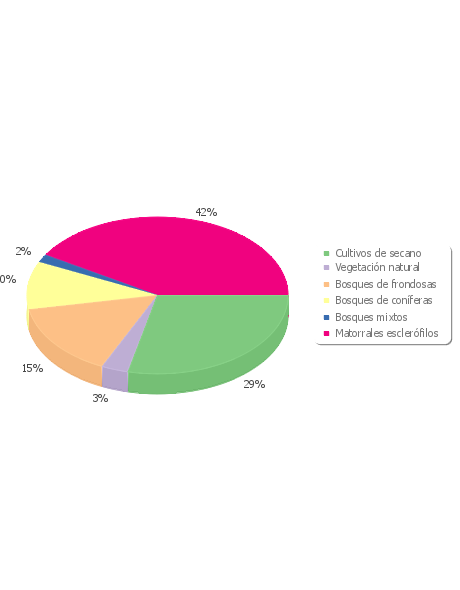 42%
2%
0%
15%
3%
29%
Cultivos de secano
Vegetación natural
Bosques de frondosas
Bosques de coníferas
Bosques mixtos
Matorrales esclerófilos